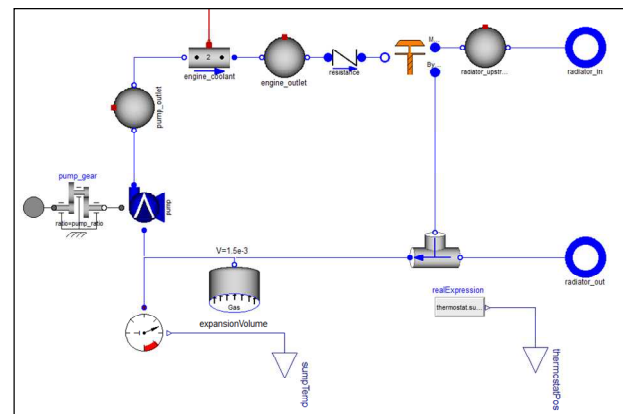 2
engine_coolant
engine_outlet
resistance
M...
By...
radiator_upstr...
radiator_in
pump_outlet
pump_gear
ratio=pump_ratio
pump
V=1.5e-3
Gas
expansionVolume
radiator_out
realExpression
thermostat.su...
sumpTemp
thermostatPos